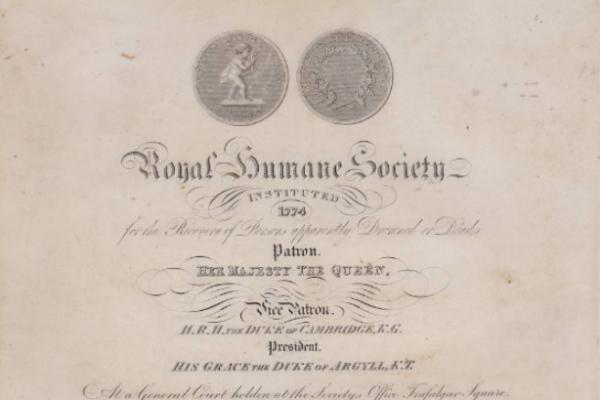 Royal Humane Society
INSTITUTED
1774
for the Recovery of Persons apparently Drowned or Dead
Patron.
HER MAJESTY THE QUEEN.
Vice Patron.
H.R.H. THE DUKE OF CAMBRIDGE, K.G.
President.
HIS GRACE THE DUKE OF ARGYLL, K.T.
At a General Court holden at the Society's Office Trafalgar Square.